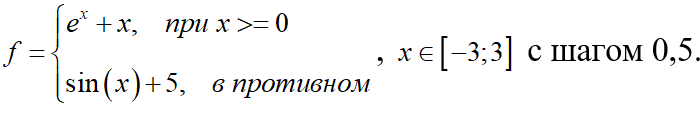 f = { e^x + x, при x >= 0
sin(x) + 5, в противном , x ∈ [−3;3] с шагом 0,5.